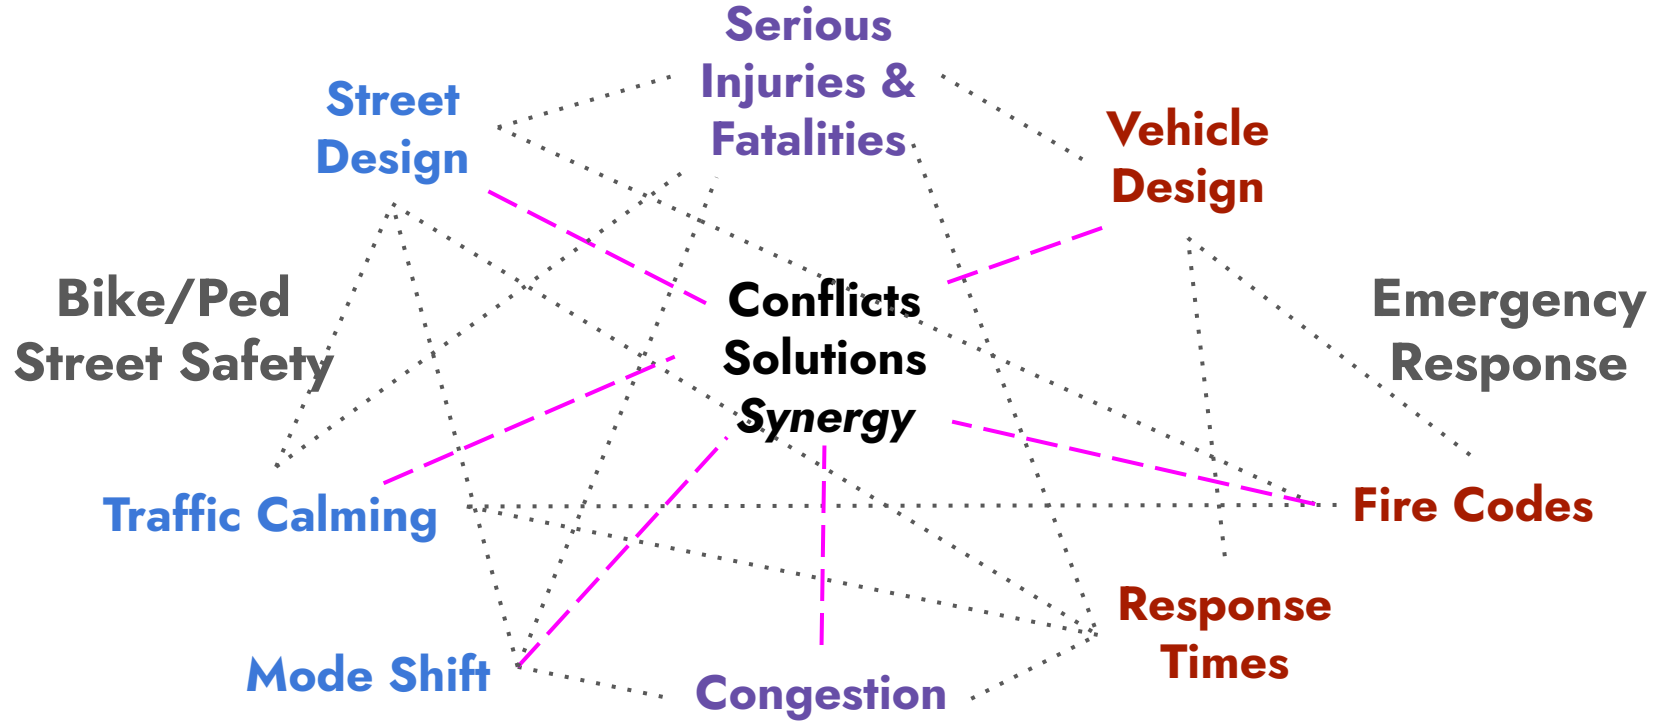 Serious
Injuries &
Fatalities
Street
Design
Vehicle
Design
Bike/Ped
Street Safety
Conflicts
Solutions
Synergy
Emergency
Response
Traffic Calming
Fire Codes
Response
Times
Mode Shift
Congestion